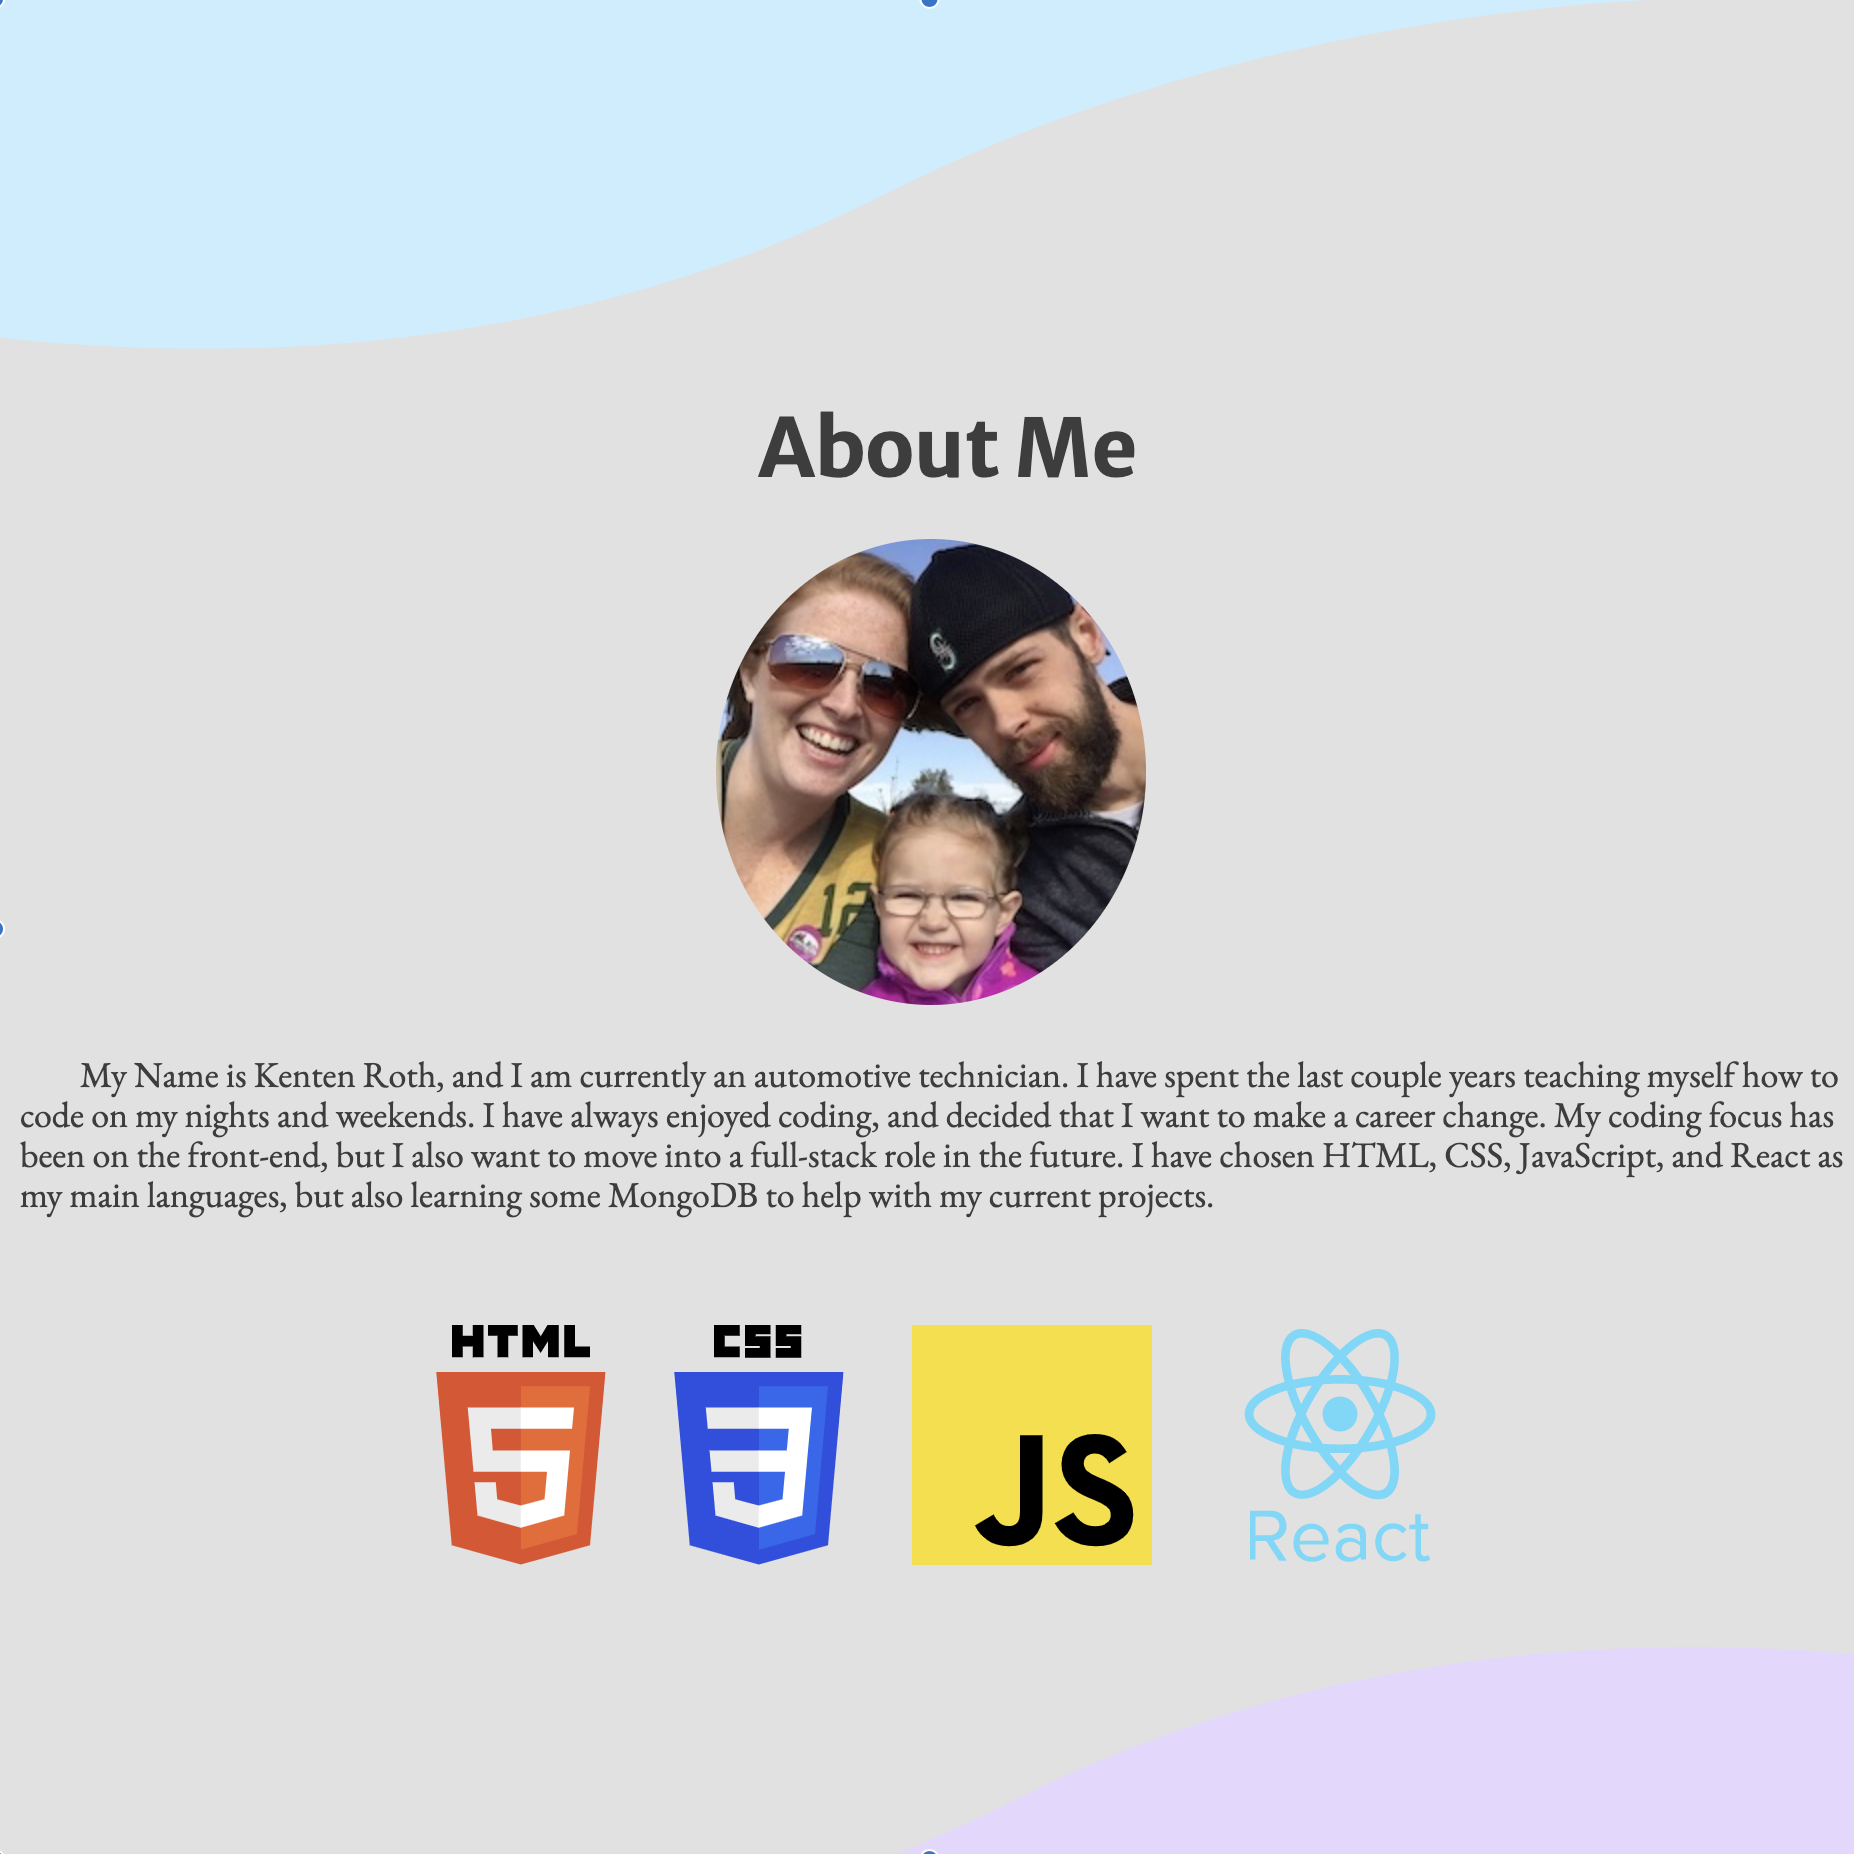 About Me
12
My Name is Kenten Roth, and I am currently an automotive technician. I have spent the last couple years teaching myself how to
code on my nights and weekends. I have always enjoyed coding, and decided that I want to make a career change. My coding focus has
been on the front-end, but I also want to move into a full-stack role in the future. I have chosen HTML, CSS, JavaScript, and React as
my main languages, but also learning some MongoDB to help with my current projects.
HTML CSS
5 3 JS React